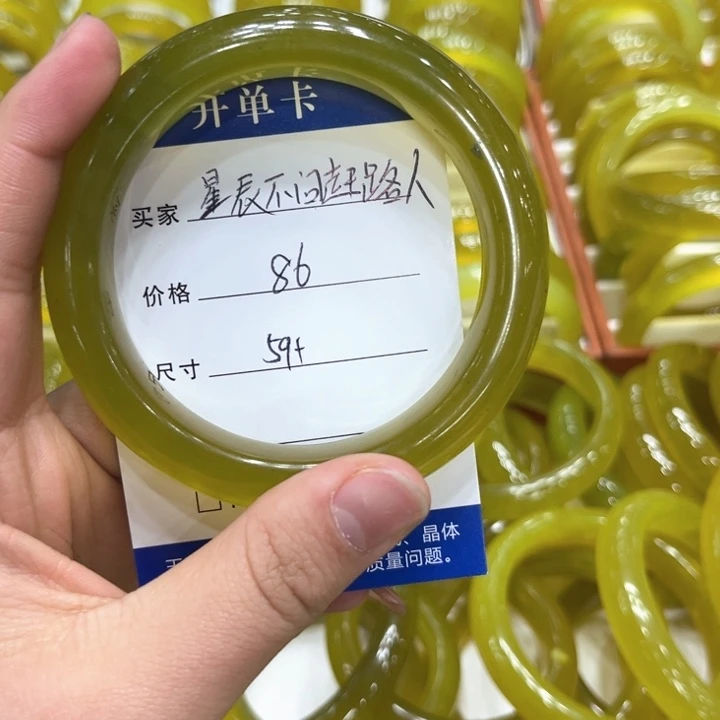 开单卡
买家 星辰不问赶路人
价格 86
尺寸 59+
、晶体
质量问题。